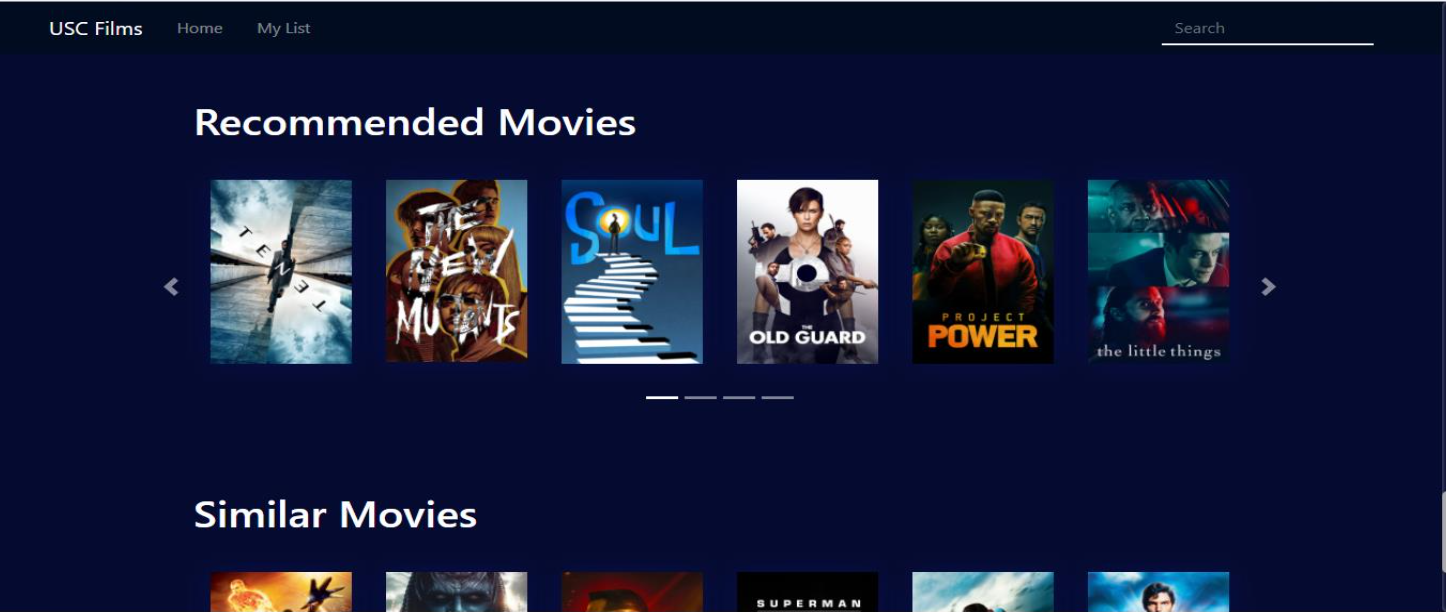 USC Films Home My List Search
Recommended Movies
TENET
THE NEW MUTANTS
SOUL
THE OLD GUARD
PROJECT POWER
the little things
Similar Movies
SUPERMAN